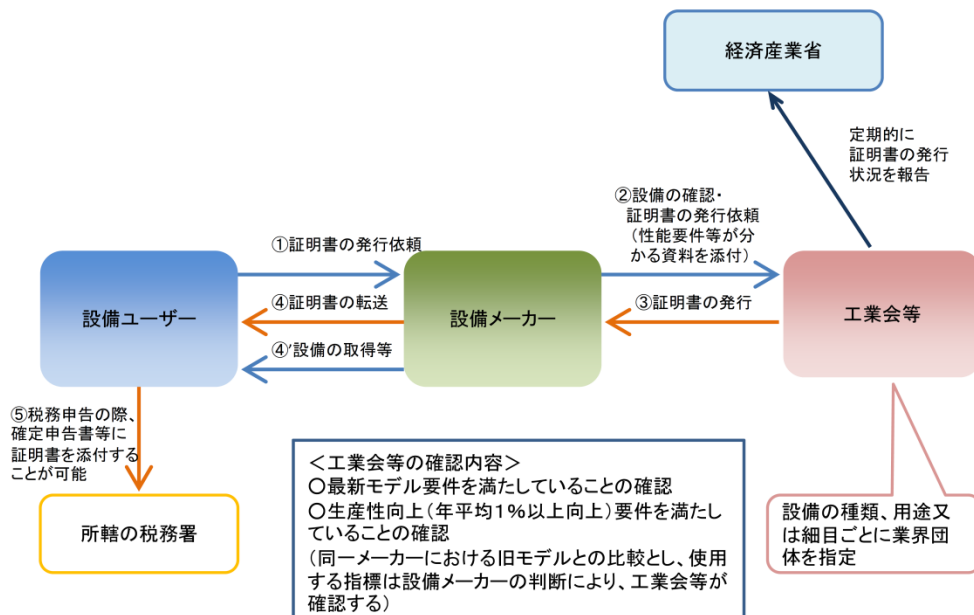 経済産業省
定期的に
証明書の発行
状況を報告
②設備の確認・
証明書の発行依頼
（性能要件等が分
かる資料を添付）
①証明書の発行依頼
設備ユーザー
④証明書の転送
設備メーカー
③証明書の発行
工業会等
④’設備の取得等
⑤税務申告の際、
確定申告書等に
証明書を添付する
ことが可能
所轄の税務署
＜工業会等の確認内容＞
○最新モデル要件を満たしていることの確認
○生産性向上（年平均１％以上向上）要件を満たし
ていることの確認
（同一メーカーにおける旧モデルとの比較とし、使用
する指標は設備メーカーの判断により、工業会等が
確認する）
設備の種類、用途又
は細目ごとに業界団
体を指定